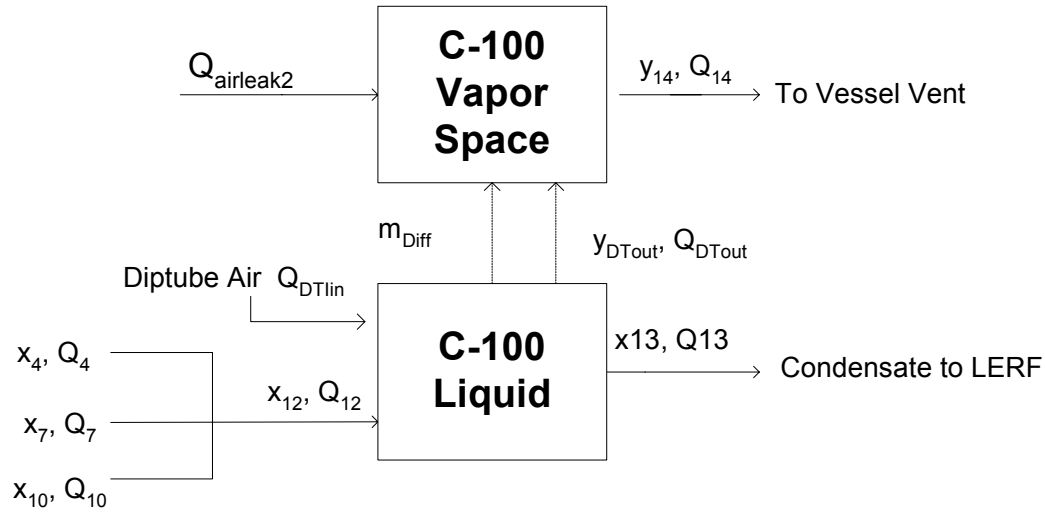 C-100
Vapor
Space
Q_airleak2
y_14, Q_14
To Vessel Vent
m_Diff
y_DTout, Q_DTout
Diptube Air Q_DTIin
C-100
Liquid
x13, Q13
Condensate to LERF
x_4, Q_4
x_12, Q_12
x_7, Q_7
x_10, Q_10